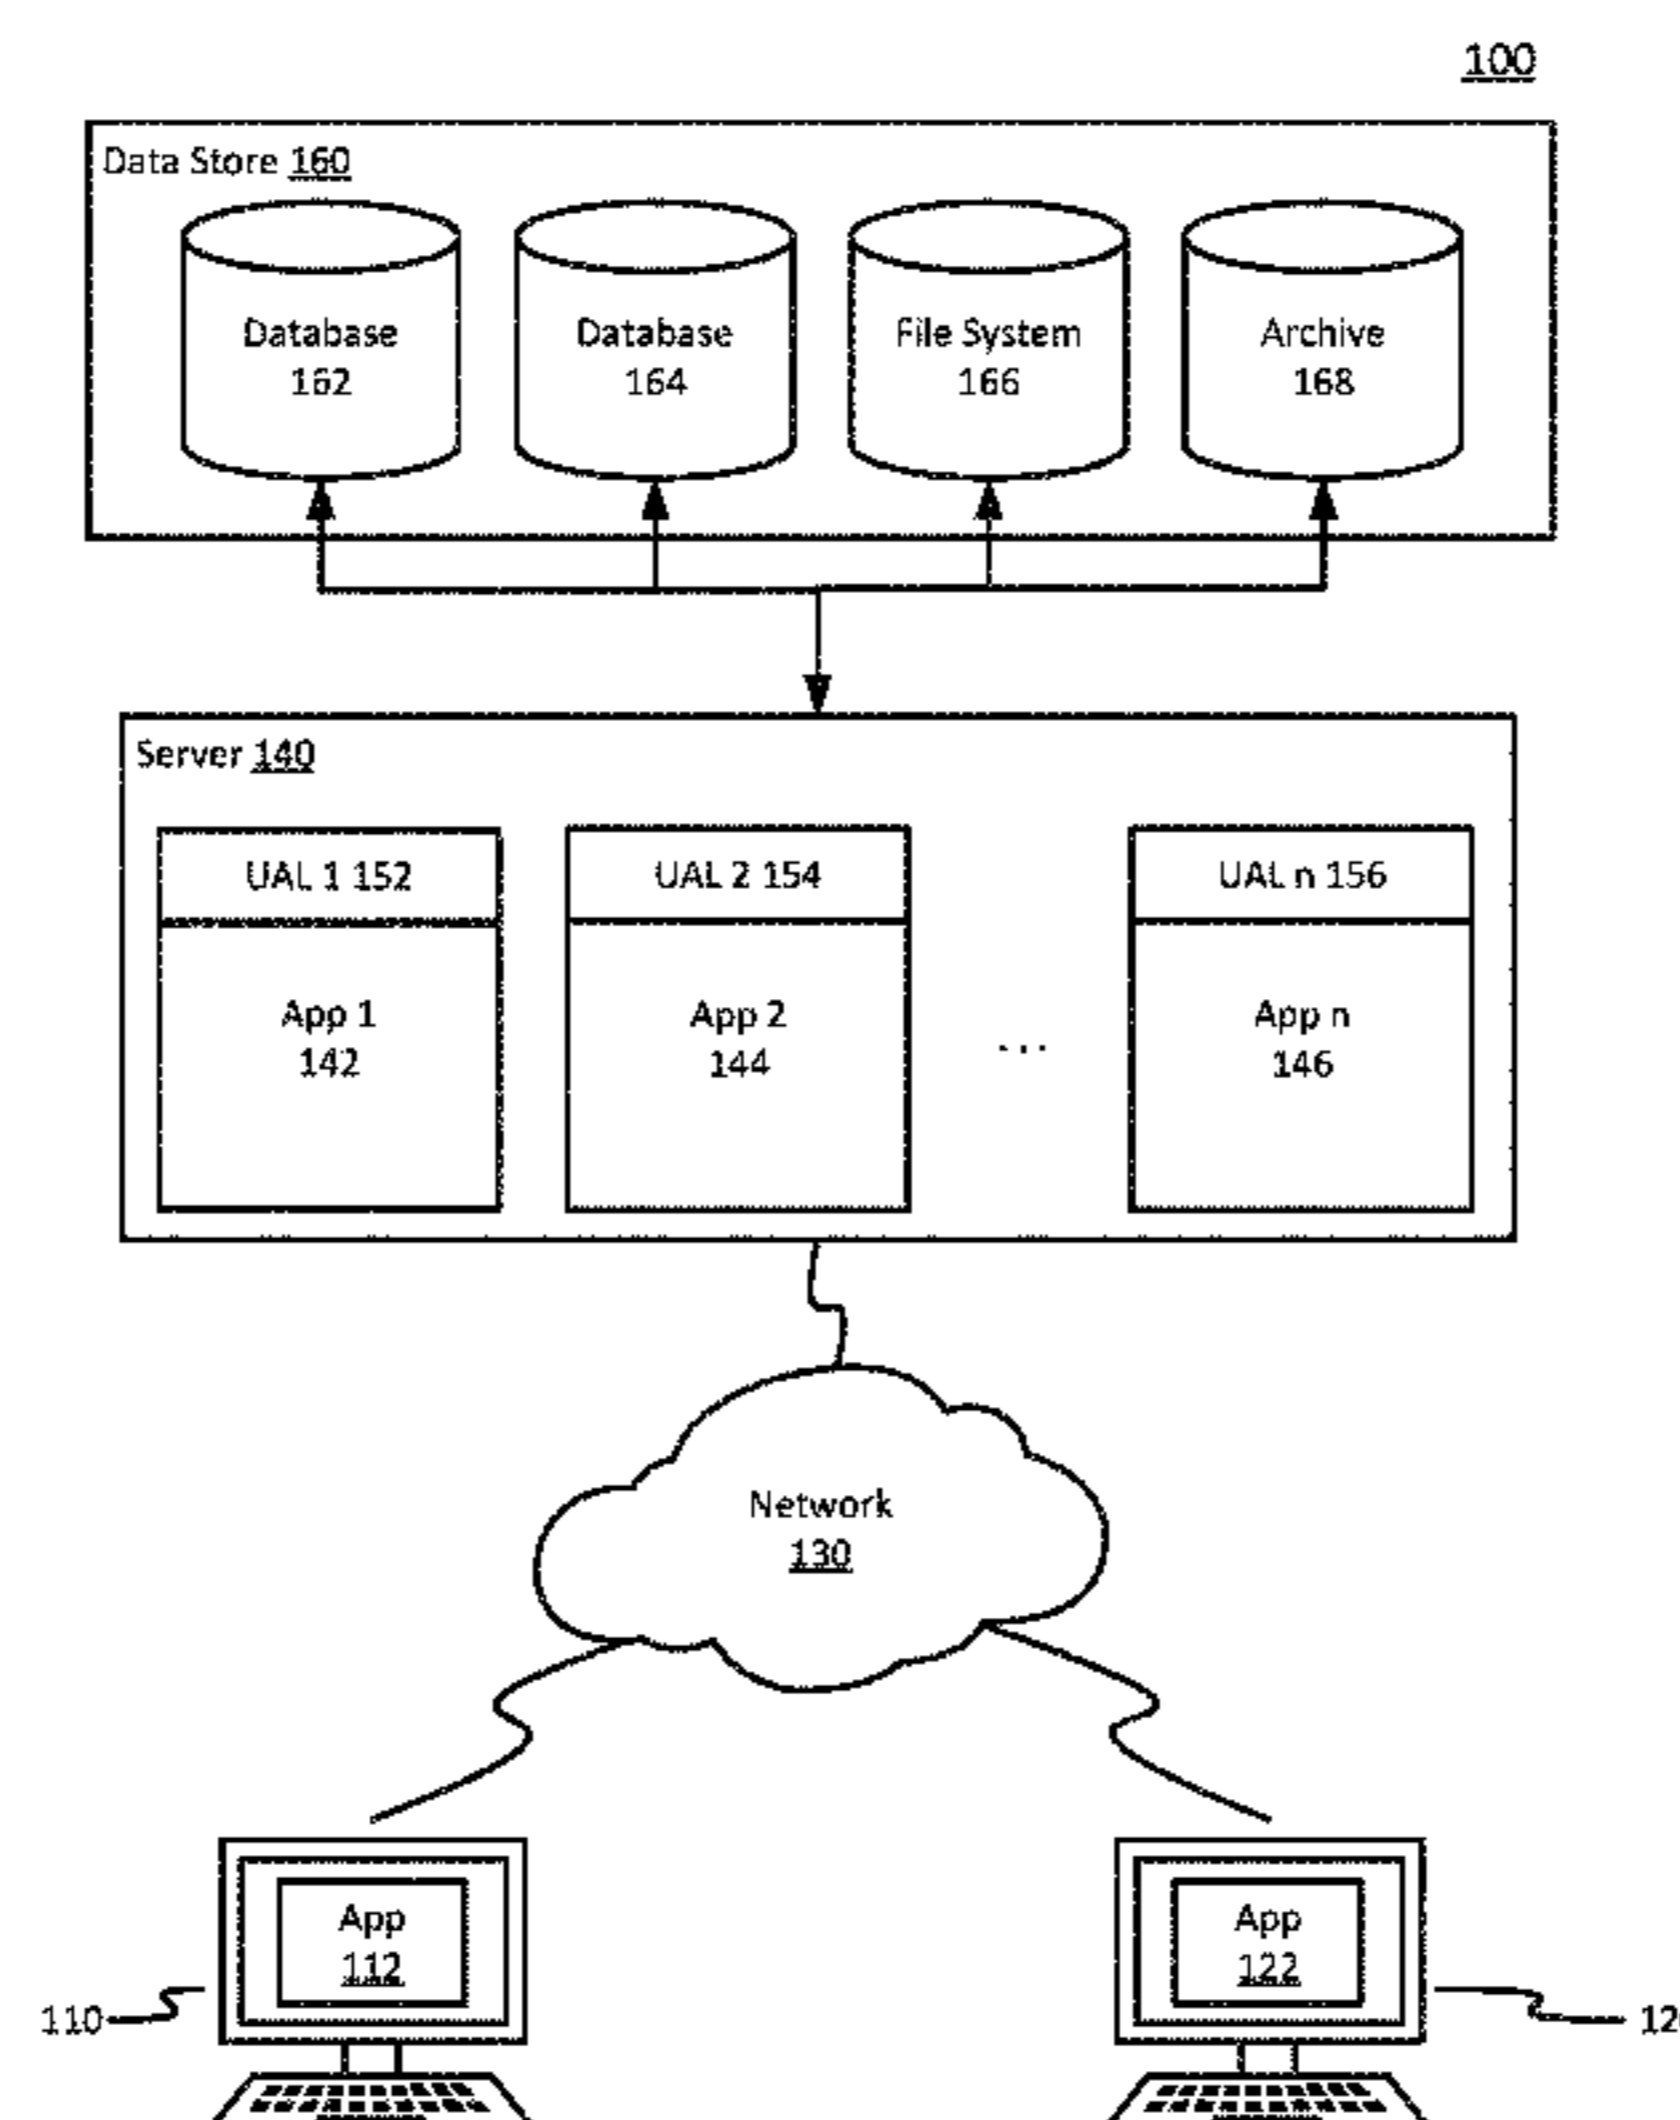 100
Data Store 160
Database
162
Database
164
File System
166
Archive
168
Server 140
UAL 1 152
UAL 2 154
UAL n 156
App 1
142
App 2
144
...
App n
146
Network
130
App
112
App
122
110
12